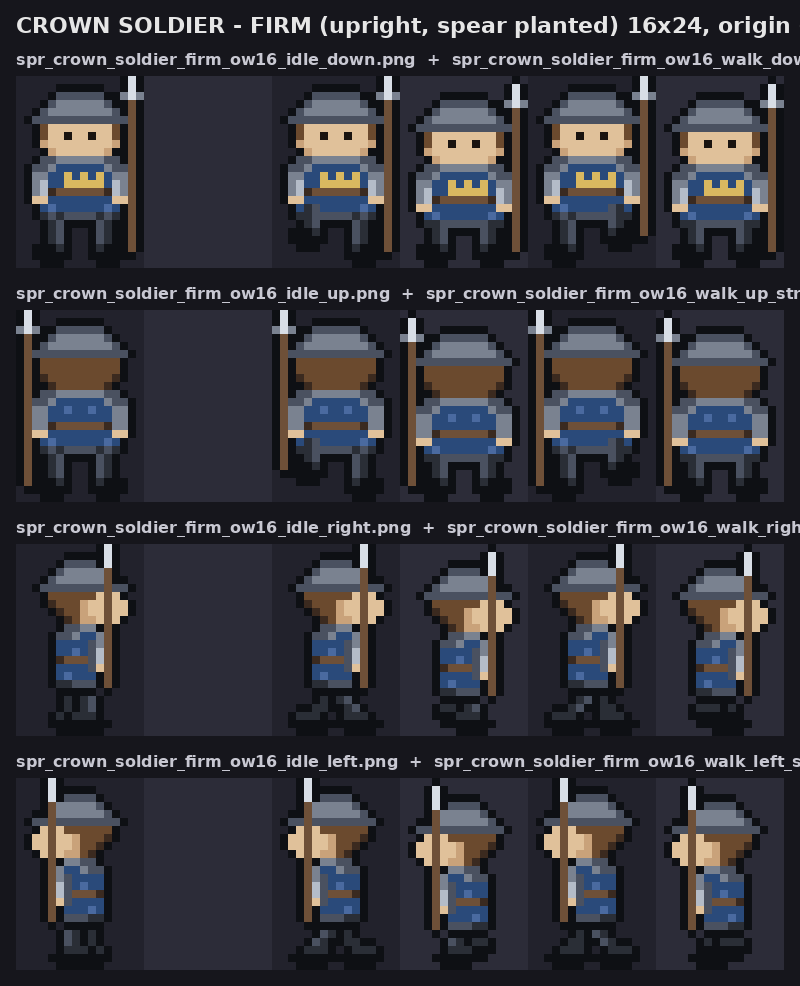 CROWN SOLDIER - FIRM (upright, spear planted) 16x24, origin
spr_crown_soldier_firm_ow16_idle_down.png + spr_crown_soldier_firm_ow16_walk_dow
spr_crown_soldier_firm_ow16_idle_up.png + spr_crown_soldier_firm_ow16_walk_up_str
spr_crown_soldier_firm_ow16_idle_right.png + spr_crown_soldier_firm_ow16_walk_righ
spr_crown_soldier_firm_ow16_idle_left.png + spr_crown_soldier_firm_ow16_walk_left_s